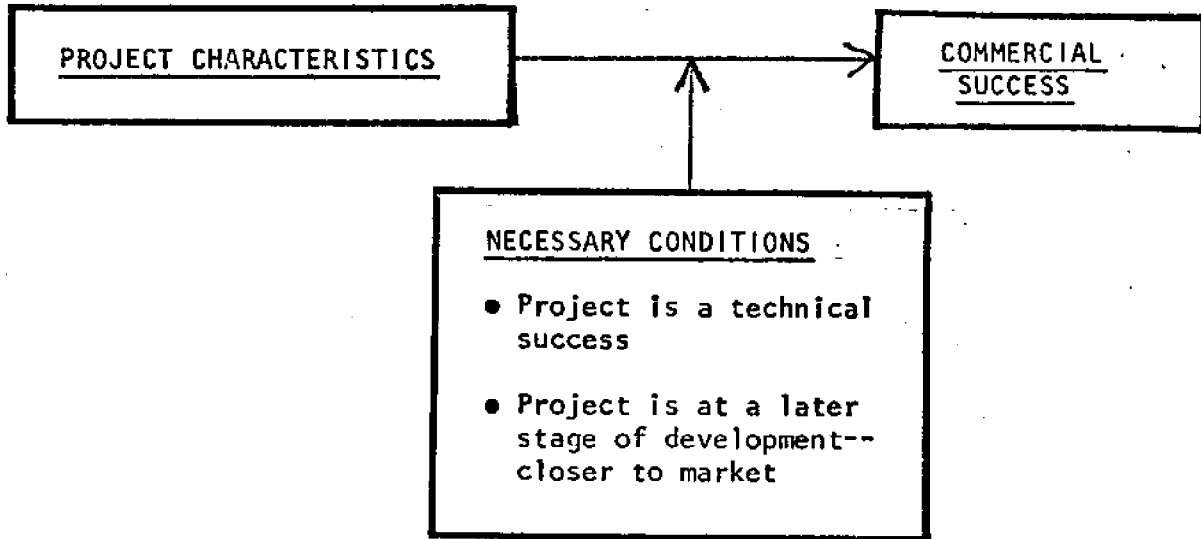 PROJECT CHARACTERISTICS
COMMERCIAL
SUCCESS
NECESSARY CONDITIONS
● Project is a technical
success
● Project is at a later
stage of development--
closer to market